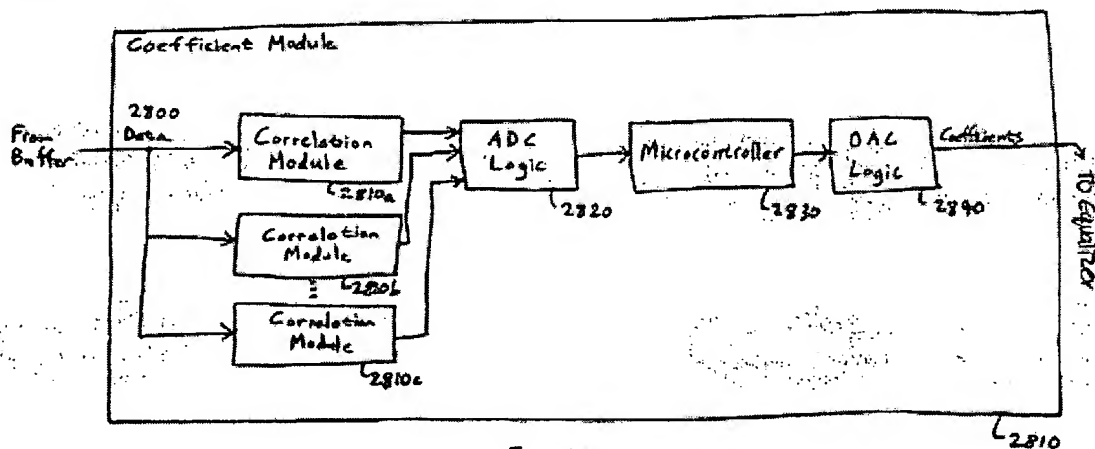 Coefficient Module
From
Buffer
2800
Data
Correlation
Module
2810a
Correlation
Module
2820b
Correlation
Module
2810c
ADC
Logic
2820
Microcontroller
2830
DAC
Logic
2840
Coefficients
TO Equalizer
2810